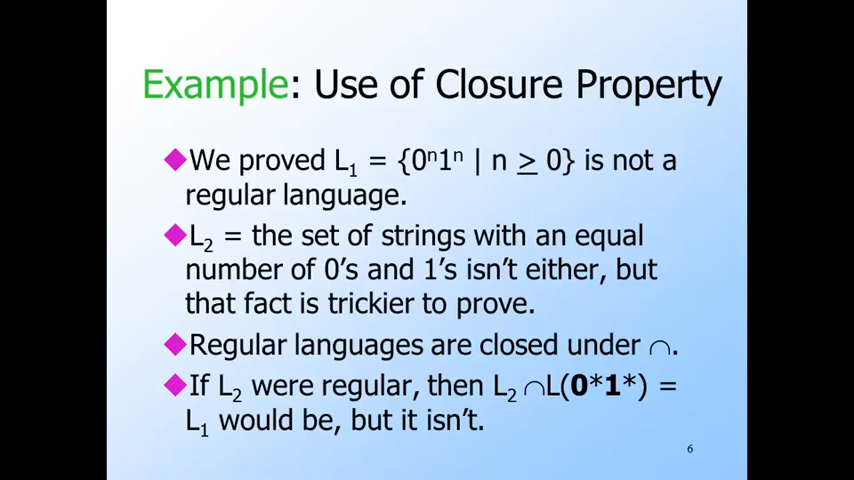 Example: Use of Closure Property
◆We proved L₁ = {0ⁿ1ⁿ | n ≥ 0} is not a
regular language.
◆L₂ = the set of strings with an equal
number of 0's and 1's isn't either, but
that fact is trickier to prove.
◆Regular languages are closed under ∩.
◆If L₂ were regular, then L₂ ∩L(0*1*) =
L₁ would be, but it isn't.
6